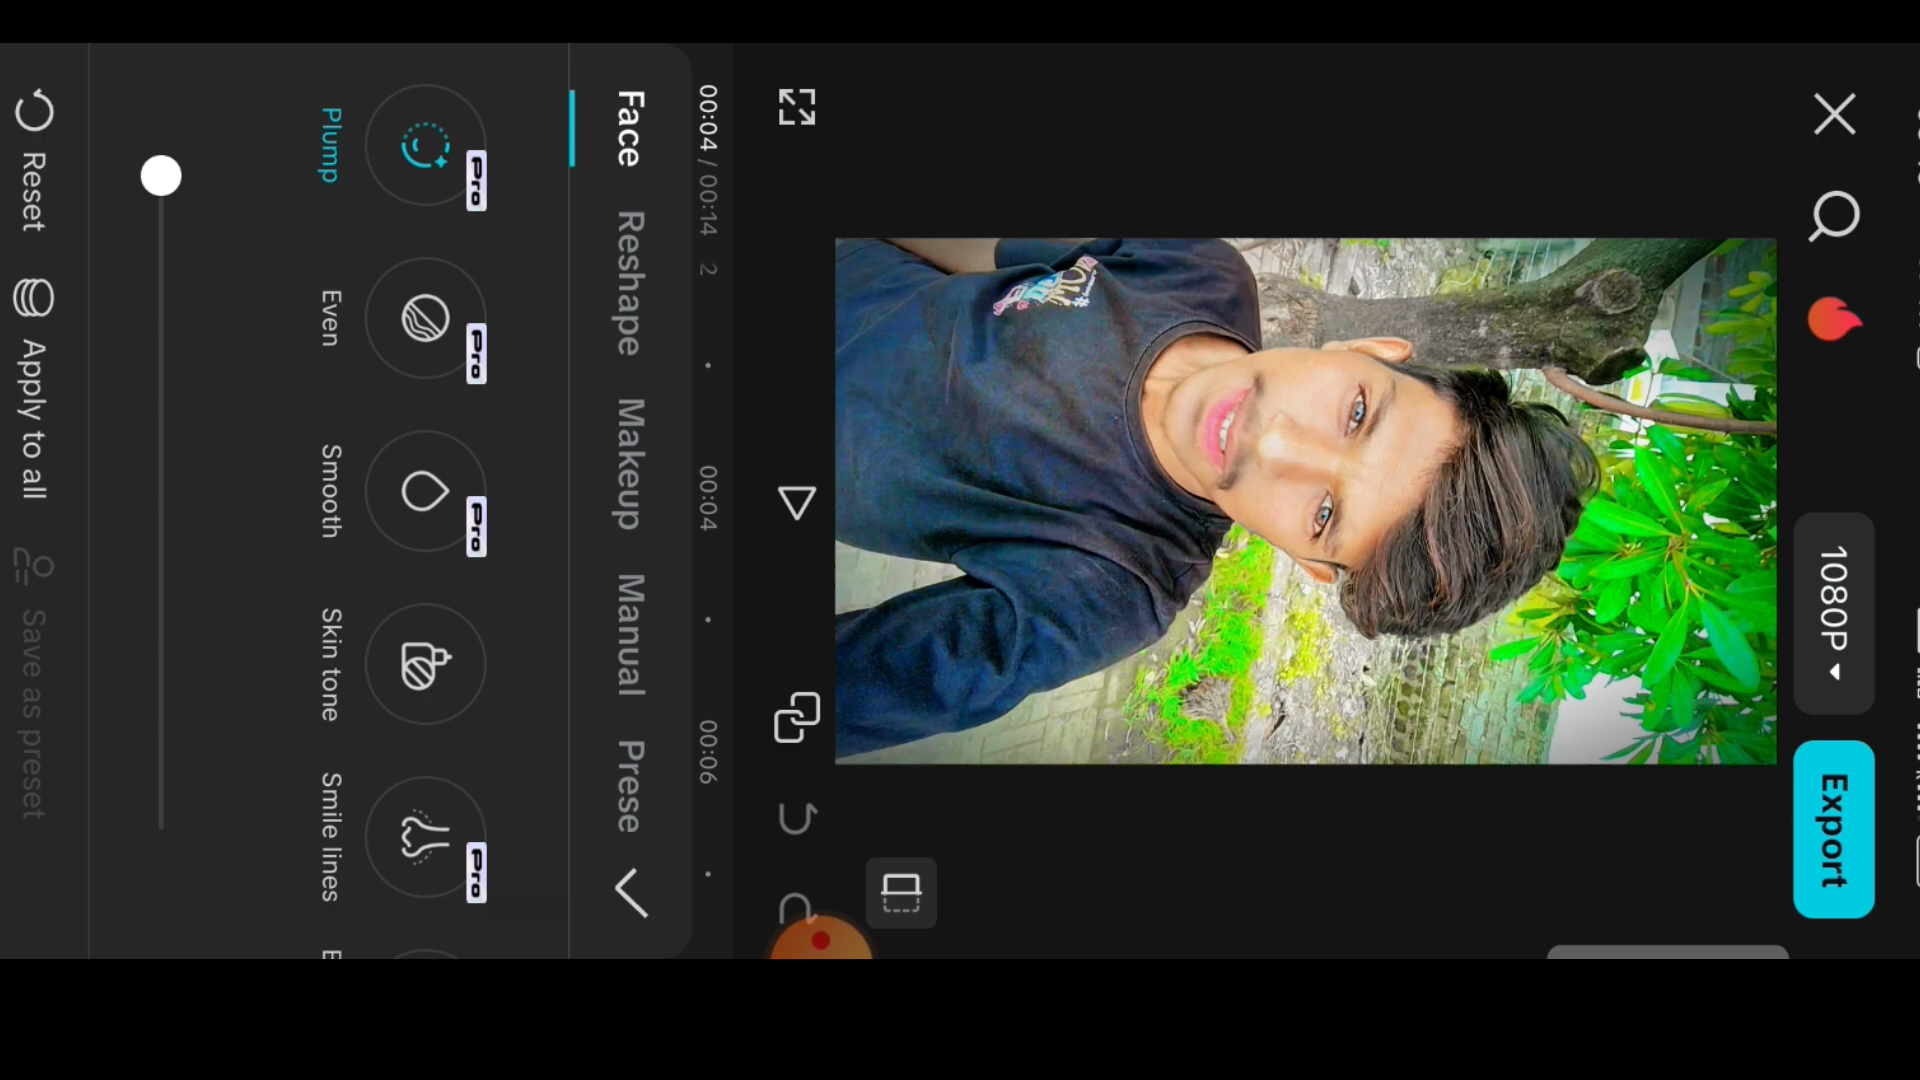 1080P
Export
00:04 / 00:14
2
00:04
00:06
Face Reshape Makeup Manual Prese
Pro Pro Pro Pro
Plump Even Smooth Skin tone Smile lines
Reset Apply to all Save as preset